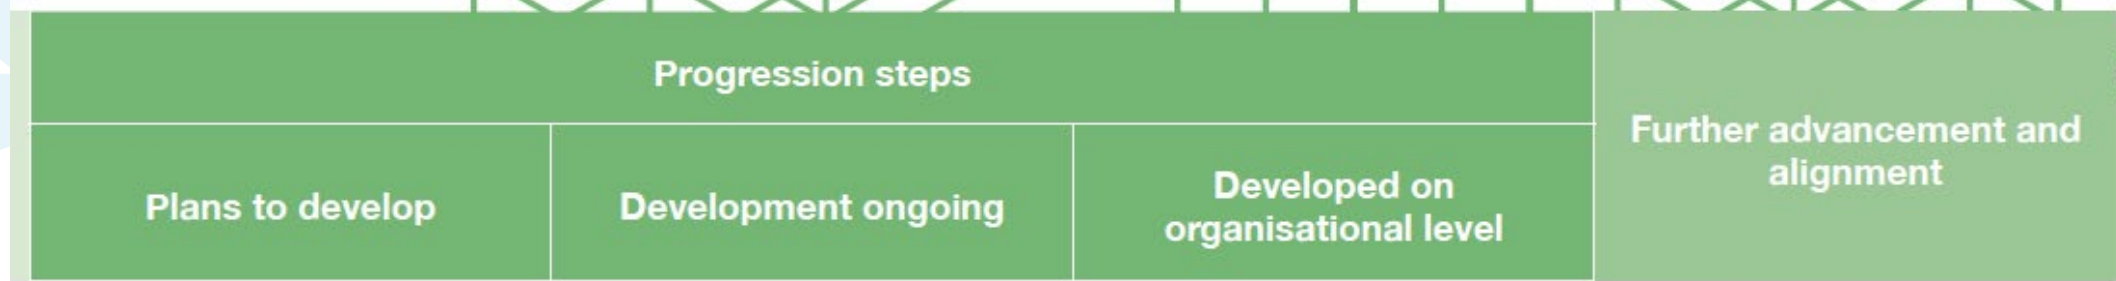 Progression steps
Plans to develop
Development ongoing
Developed on
organisational level
Further advancement and
alignment